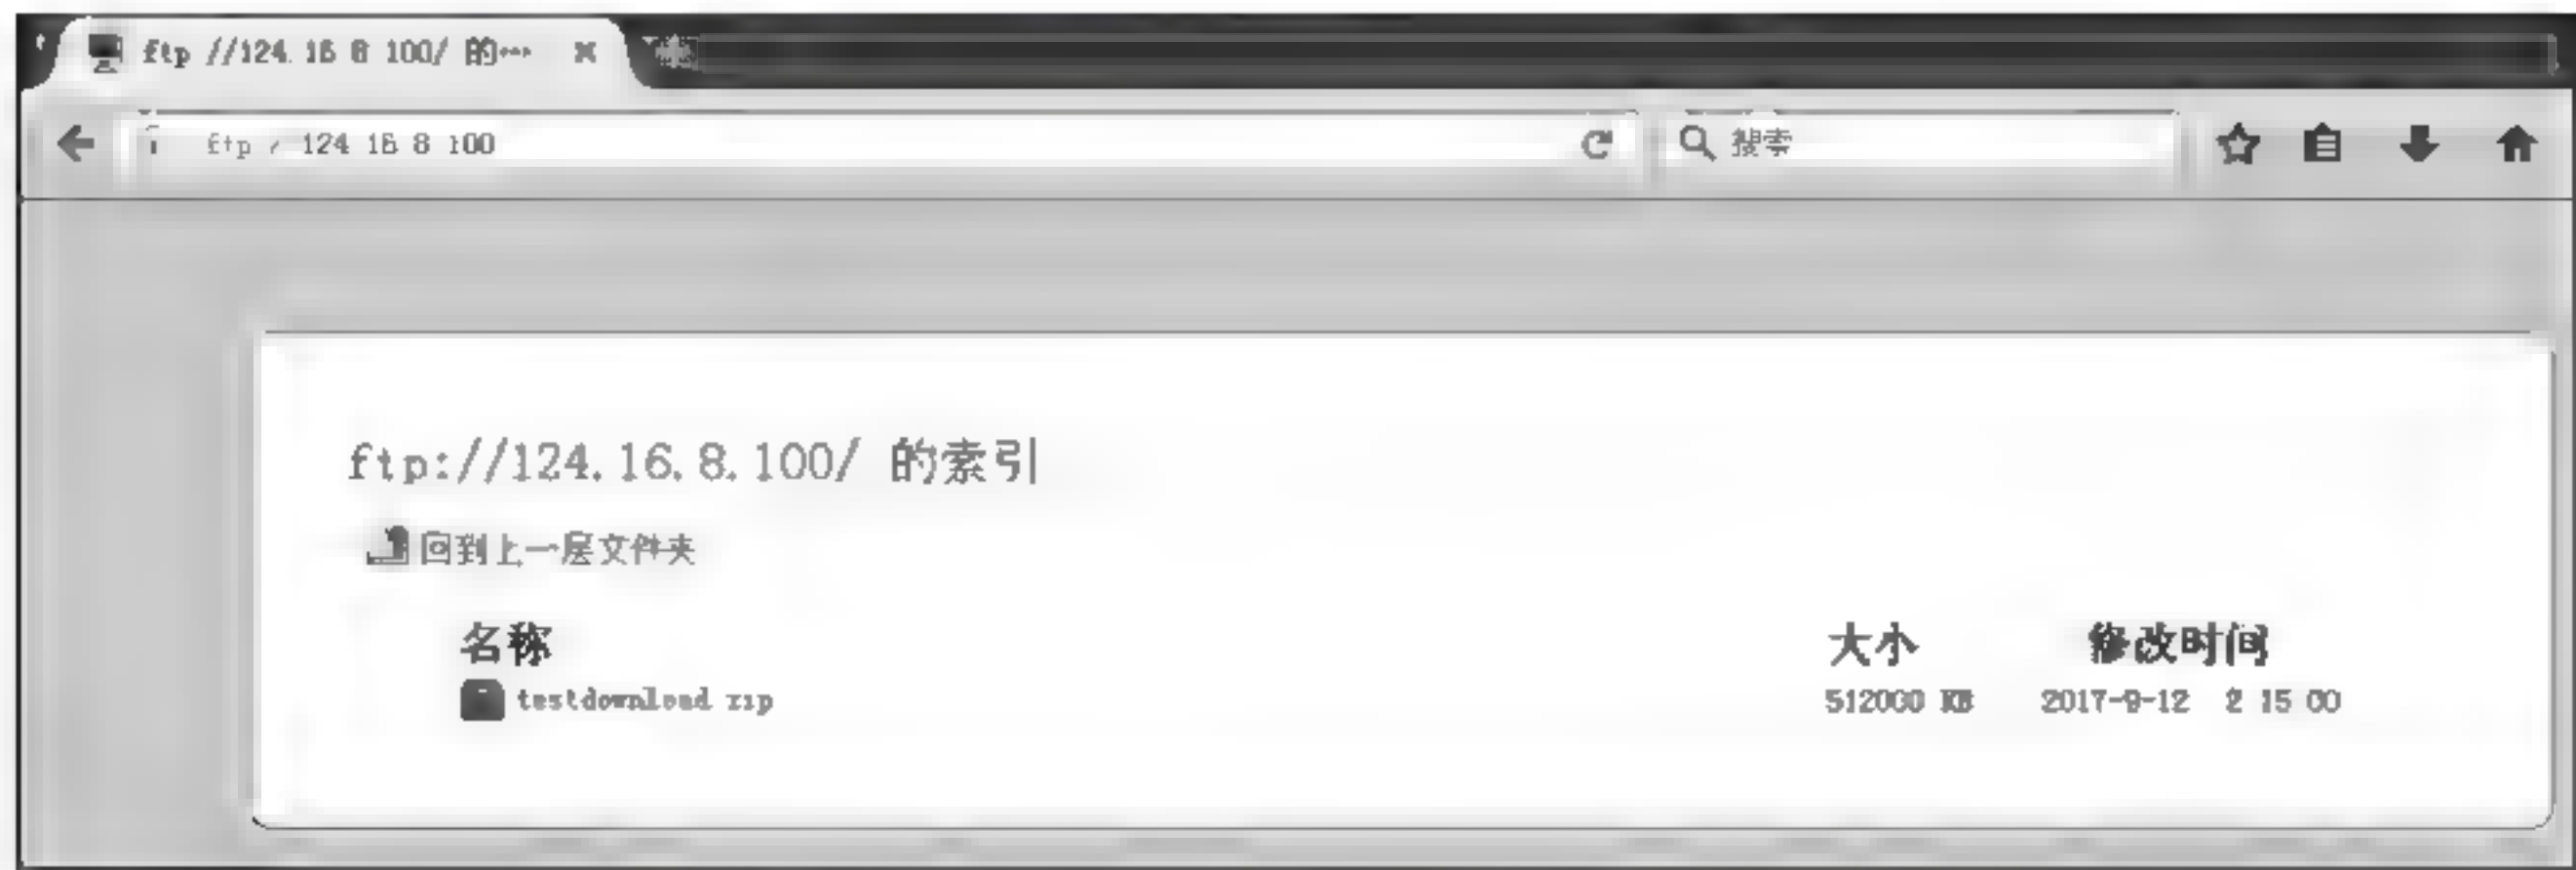 ftp //124. 16 8 100/ 的…
ftp / 124 16 8 100 搜索
ftp://124.16.8.100/ 的索引
回到上一层文件夹
名称 大小 修改时间
testdownload zip 512000 KB 2017-9-12 2 15 00